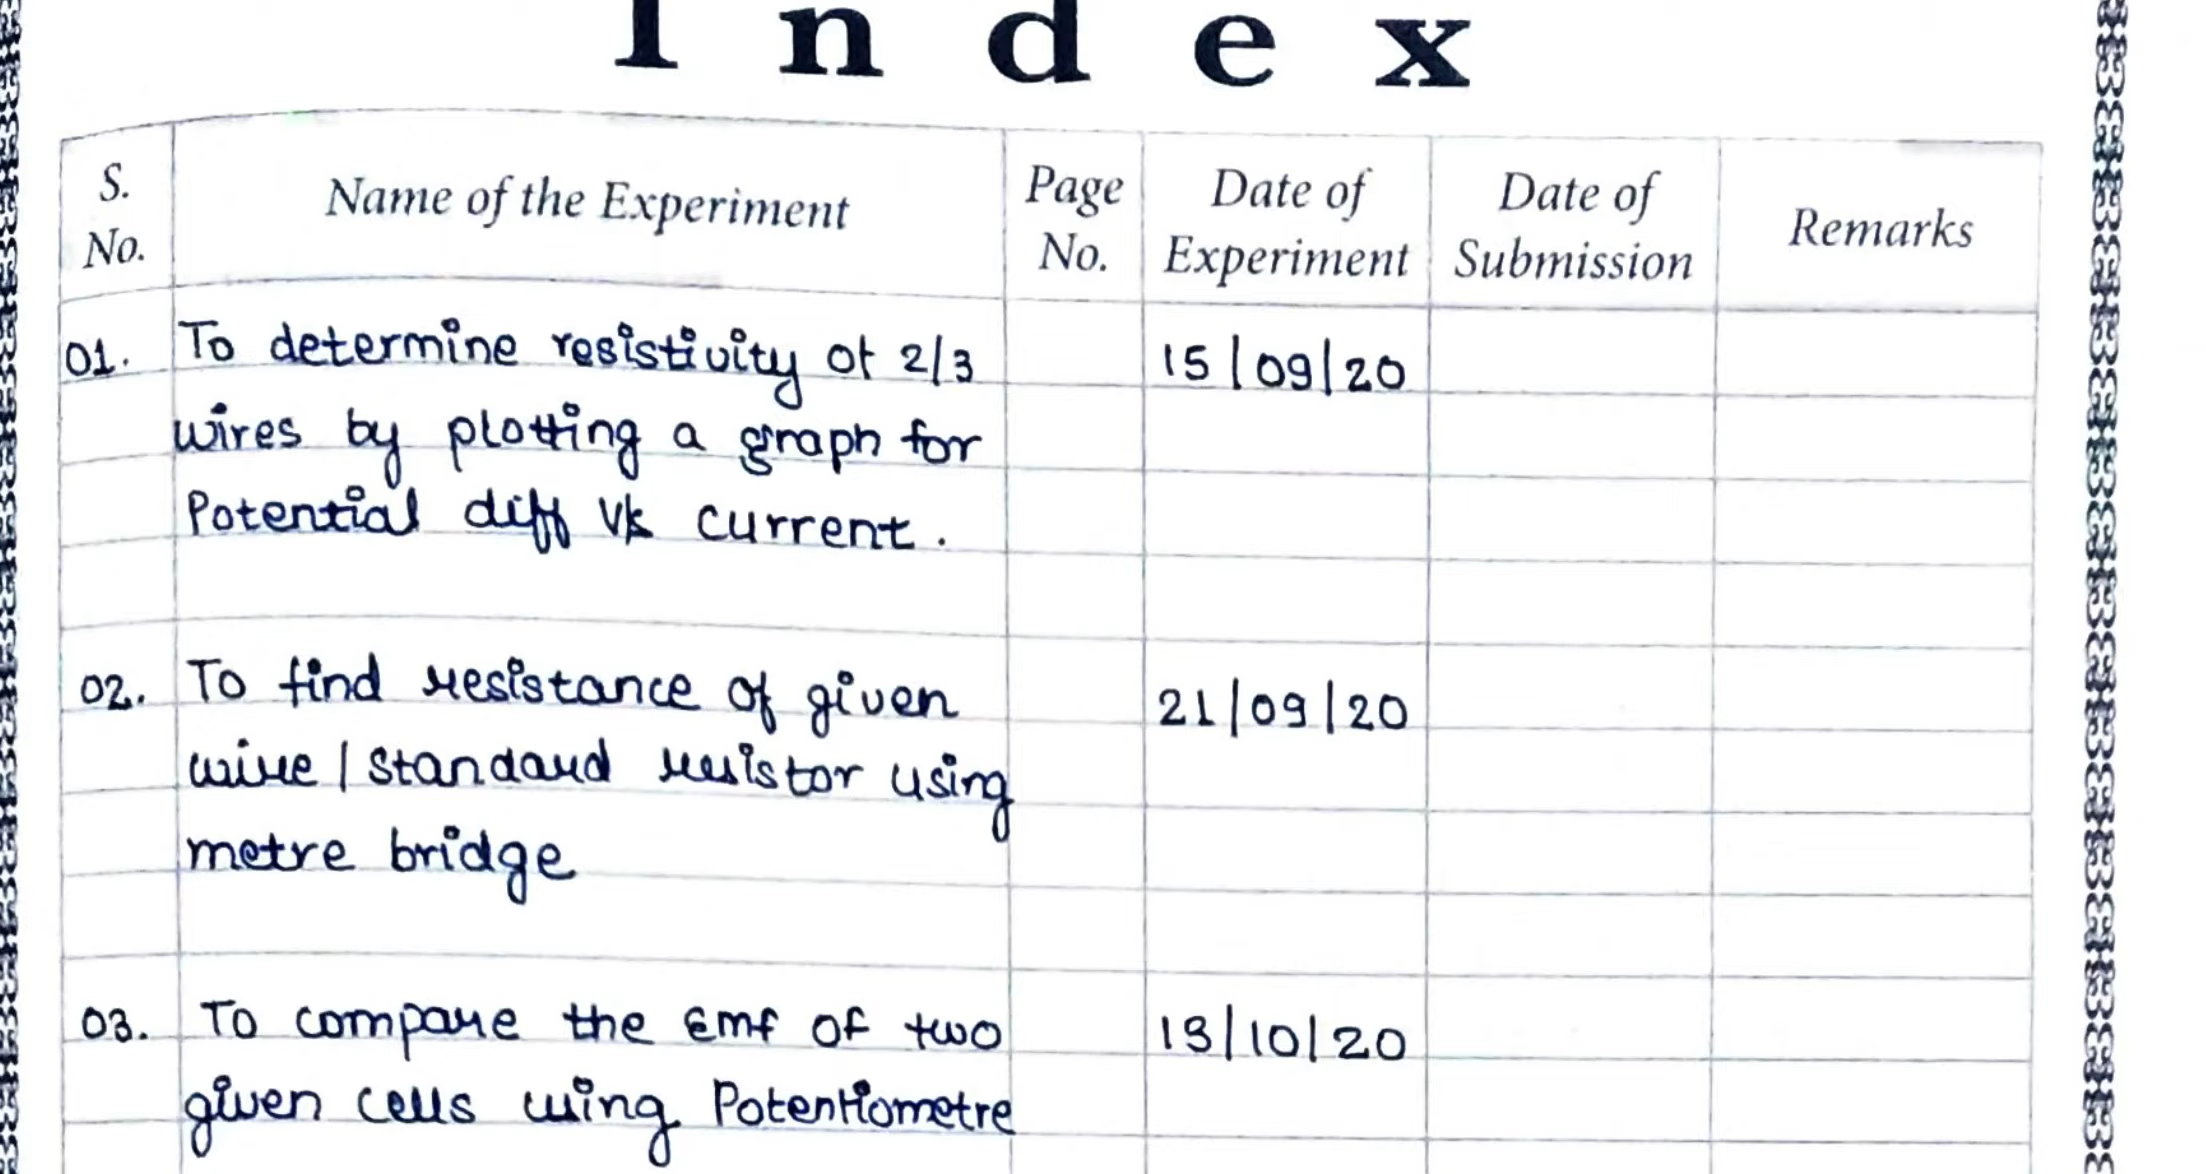 Index
S. No. Name of the Experiment Page No. Date of Experiment Date of Submission Remarks
01. To determine resistivity of 2/3 15/09/20
wires by plotting a graph for
Potential diff v/s current.
02. To find resistance of given 21/09/20
wire/standard resistor using
metre bridge
03. To compare the Emf of two 13/10/20
given cells using Potentiometre